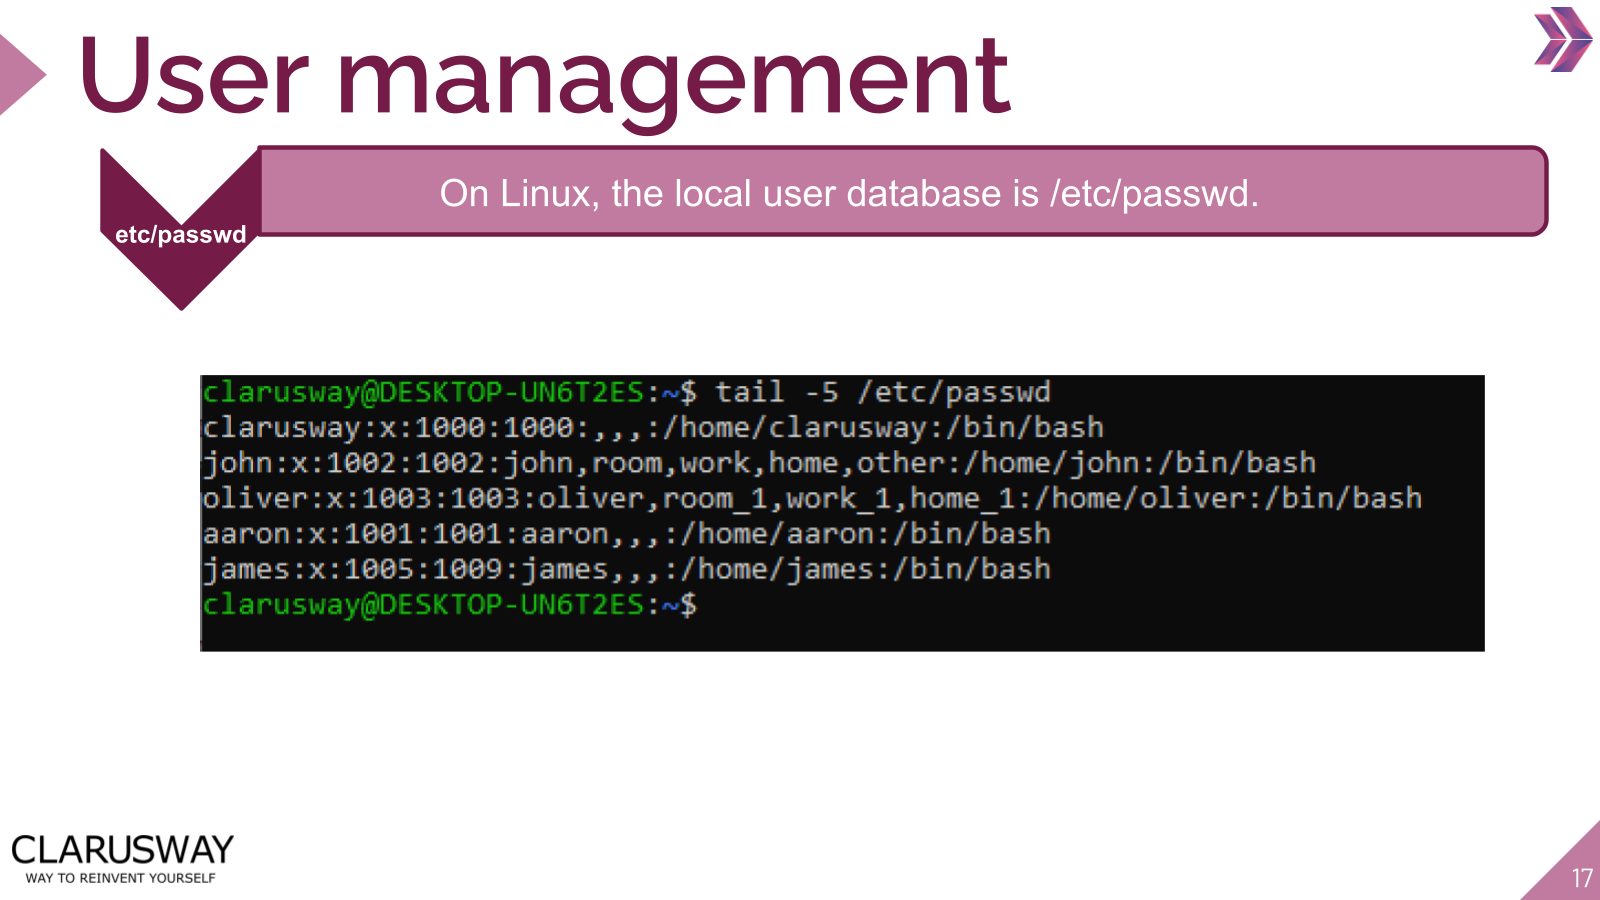 User management
On Linux, the local user database is /etc/passwd.
etc/passwd
clarusway@DESKTOP-UN6T2ES:~$ tail -5 /etc/passwd
clarusway:x:1000:1000:,,,:/home/clarusway:/bin/bash
john:x:1002:1002:john,room,work,home,other:/home/john:/bin/bash
oliver:x:1003:1003:oliver,room_1,work_1,home_1:/home/oliver:/bin/bash
aaron:x:1001:1001:aaron,,,:/home/aaron:/bin/bash
james:x:1005:1009:james,,,:/home/james:/bin/bash
clarusway@DESKTOP-UN6T2ES:~$
CLARUSWAY
WAY TO REINVENT YOURSELF
17